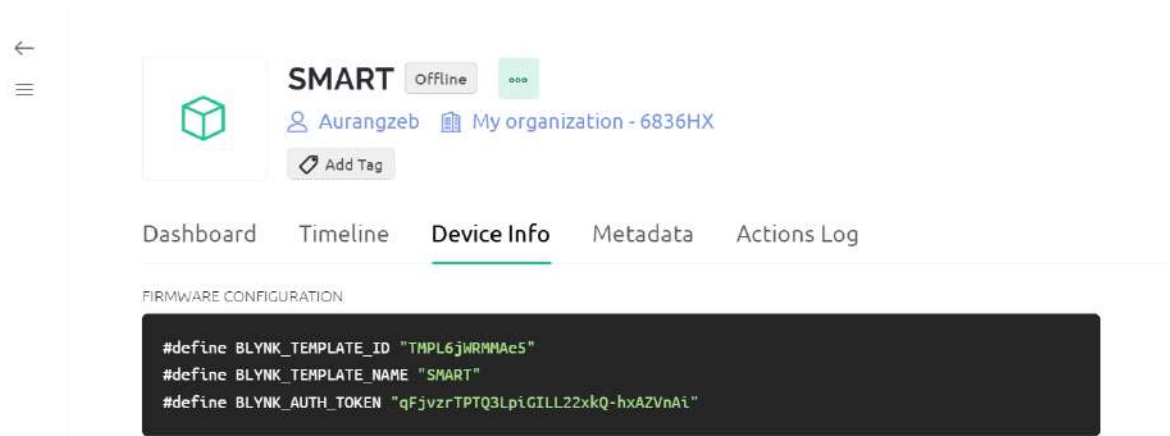 SMART Offline
Aurangzeb My organization - 6836HX
Add Tag
Dashboard Timeline Device Info Metadata Actions Log
FIRMWARE CONFIGURATION
#define BLYNK_TEMPLATE_ID "TMPL6jWRMMAe5"
#define BLYNK_TEMPLATE_NAME "SMART"
#define BLYNK_AUTH_TOKEN "qFjvzrTPTQ3LpiGILL22xkQ-hxAZVnAi"